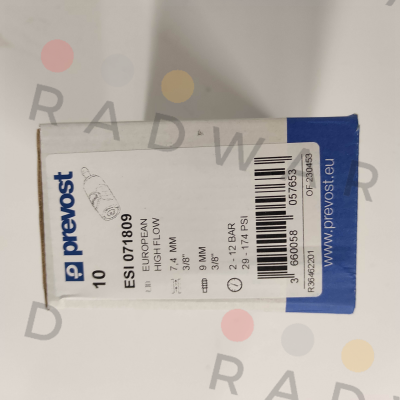 prevost
10
ESI 071809
EUROPEAN
HIGH FLOW
7,4 MM
3/8"
9 MM
3/8"
2 - 12 BAR
29 - 174 PSI
3 660058 057653
R36462201
OF 230453
www.prevost.eu
RADWAR
RADWAR